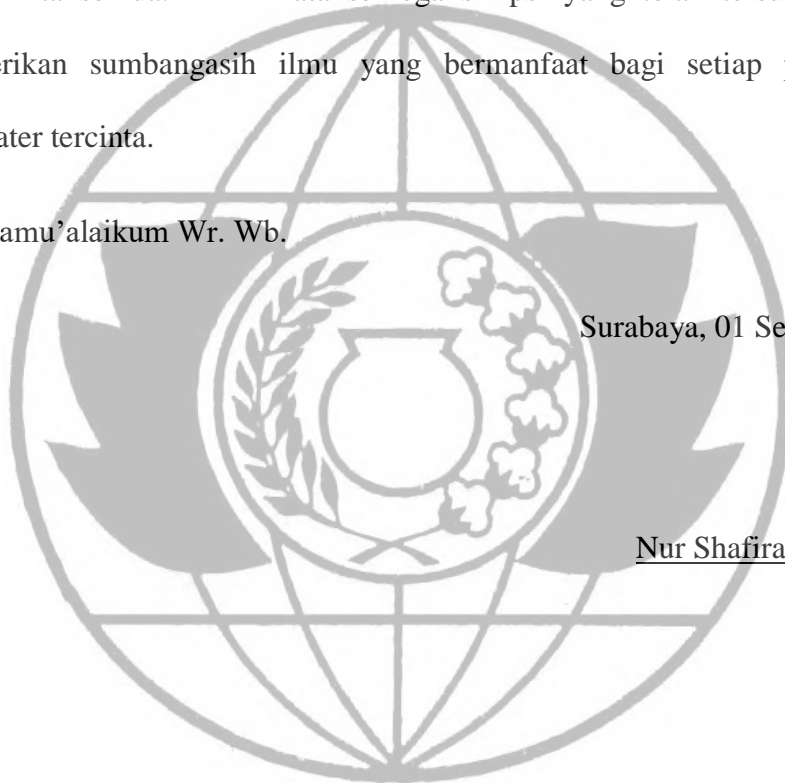 erikan sumbangasih ilmu yang bermanfaat bagi setiap
ater tercinta.
amu'alaikum Wr. Wb.
Surabaya, 01 Se
Nur Shafira